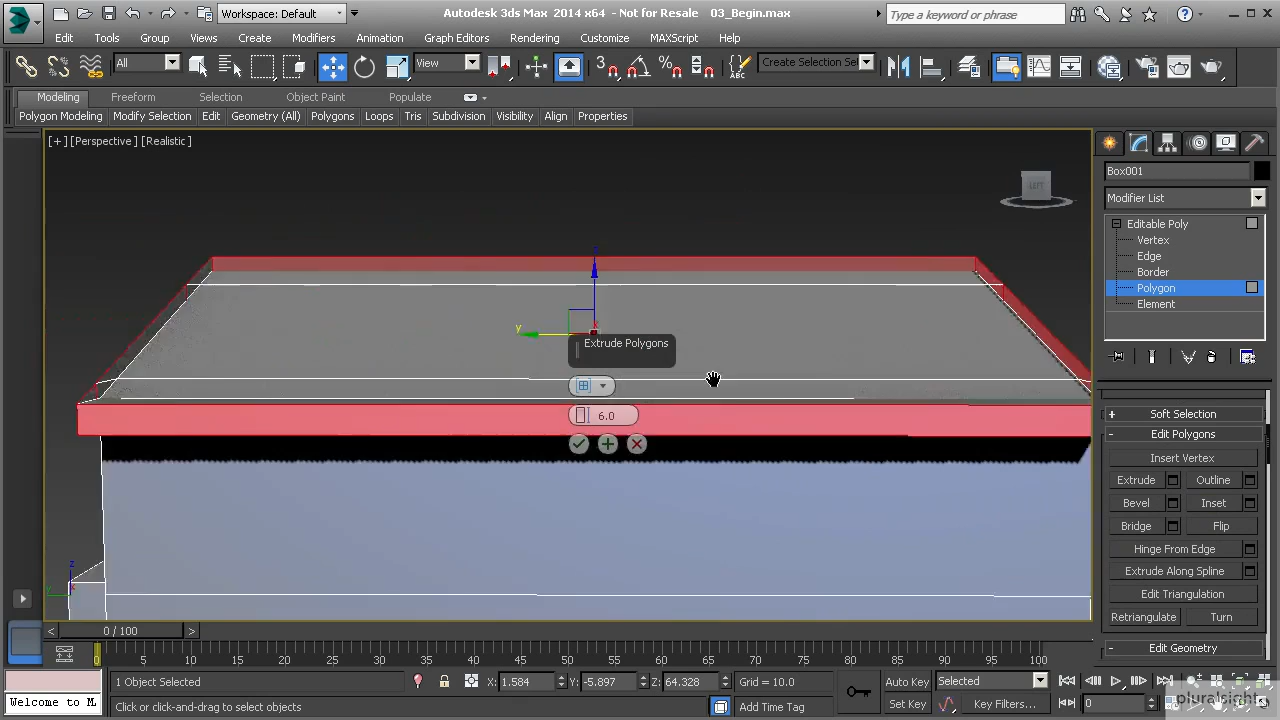 Workspace: Default
Autodesk 3ds Max 2014 x64 - Not for Resale 03_Begin.max
Type a keyword or phrase
Edit Tools Group Views Create Modifiers Animation Graph Editors Rendering Customize MAXScript Help
All
View
Create Selection Se
Modeling Freeform Selection Object Paint Populate
Polygon Modeling Modify Selection Edit Geometry (All) Polygons Loops Tris Subdivision Visibility Align Properties
[+] [Perspective] [Realistic]
LEFT
Box001
Modifier List
Editable Poly
Vertex
Edge
Border
Polygon
Element
z
y
x
Extrude Polygons
6.0
z
y
x
Soft Selection
Edit Polygons
Insert Vertex
Extrude Outline
Bevel Inset
Bridge Flip
Hinge From Edge
Extrude Along Spline
Edit Triangulation
Retriangulate Turn
Edit Geometry
< 0 / 100 >
0 5 10 15 20 25 30 35 40 45 50 55 60 65 70 75 80 85 90 95 100
1 Object Selected
X: 1.584 Y: -5.897 Z: 64.328
Grid = 10.0
Auto Key Selected
Welcome to M
Click or click-and-drag to select objects
Add Time Tag
Set Key Key Filters...
0
pluralsight